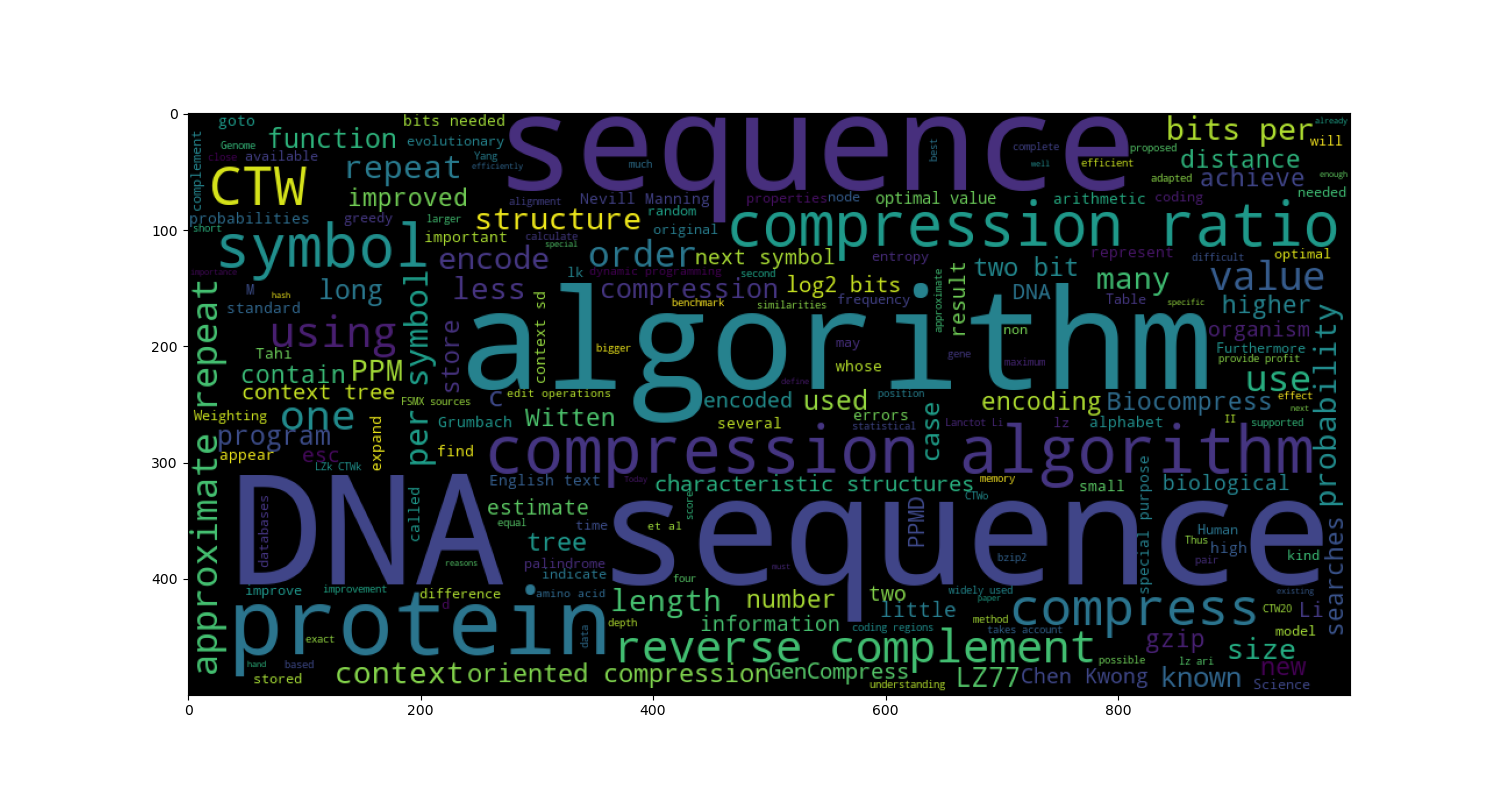 0
100
200
300
400
0
200
400
600
800
goto
bits needed
sequence
bits per
already
Genome
function
evolutionary
will
close
available
Yang
efficiently
much
best
complete
well
proposed
efficient
distance
complement
CTW
repeat
improved
adapted
achieve
enough
needed
alignment
Nevill Manning
properties
node
optimal value
arithmetic
coding
probabilities
greedy
larger
structure
random
compression ratio
short
symbol
important
calculate
special
original
order
next symbol
entropy
represent
difficult
optimal
importance
encode
lk
dynamic programming
second
approximate
two bit
many
value
M
hash
long
less
compression
log2 bits
result
DNA
Table
specific
standard
benchmark
similarities
frequency
higher
using
per symbol
store
context sd
algorithm
non
organism
Tahi
bigger
may
gene
Furthermore
contain
PPM
whose
maximum
provide profit
define
use
probability
context tree
FSMX sources
c
edit operations
encoded
used
position
encoding
Biocompress
effect
next
Weighting
one
Grumbach
Witten
errors
case
Lanctot Li
lz
alphabet
II
supported
program
expand
several
statistical
appear
esc
find
compression algorithm
LZk CTWk
English text
Today
characteristic structures
memory
small
biological
approximate repeat
DNA sequence
databases
called
estimate
score
PPMD
CTWo
special purpose
searches
equal
time
et al
Human
tree
Thus
high
kind
reasons
palindrome
bzip2
pair
indicate
four
must
improve
improvement
difference
amino acid
length
number
two
widely used
paper
existing
protein
d
little
compress
CTW20
Li
data
depth
information
coding regions
method
takes account
model
exact
reverse complement
gzip
size
hand
based
possible
lz ari
new
stored
context
oriented compression
GenCompress
understanding
LZ77
Chen Kwong
known
Science